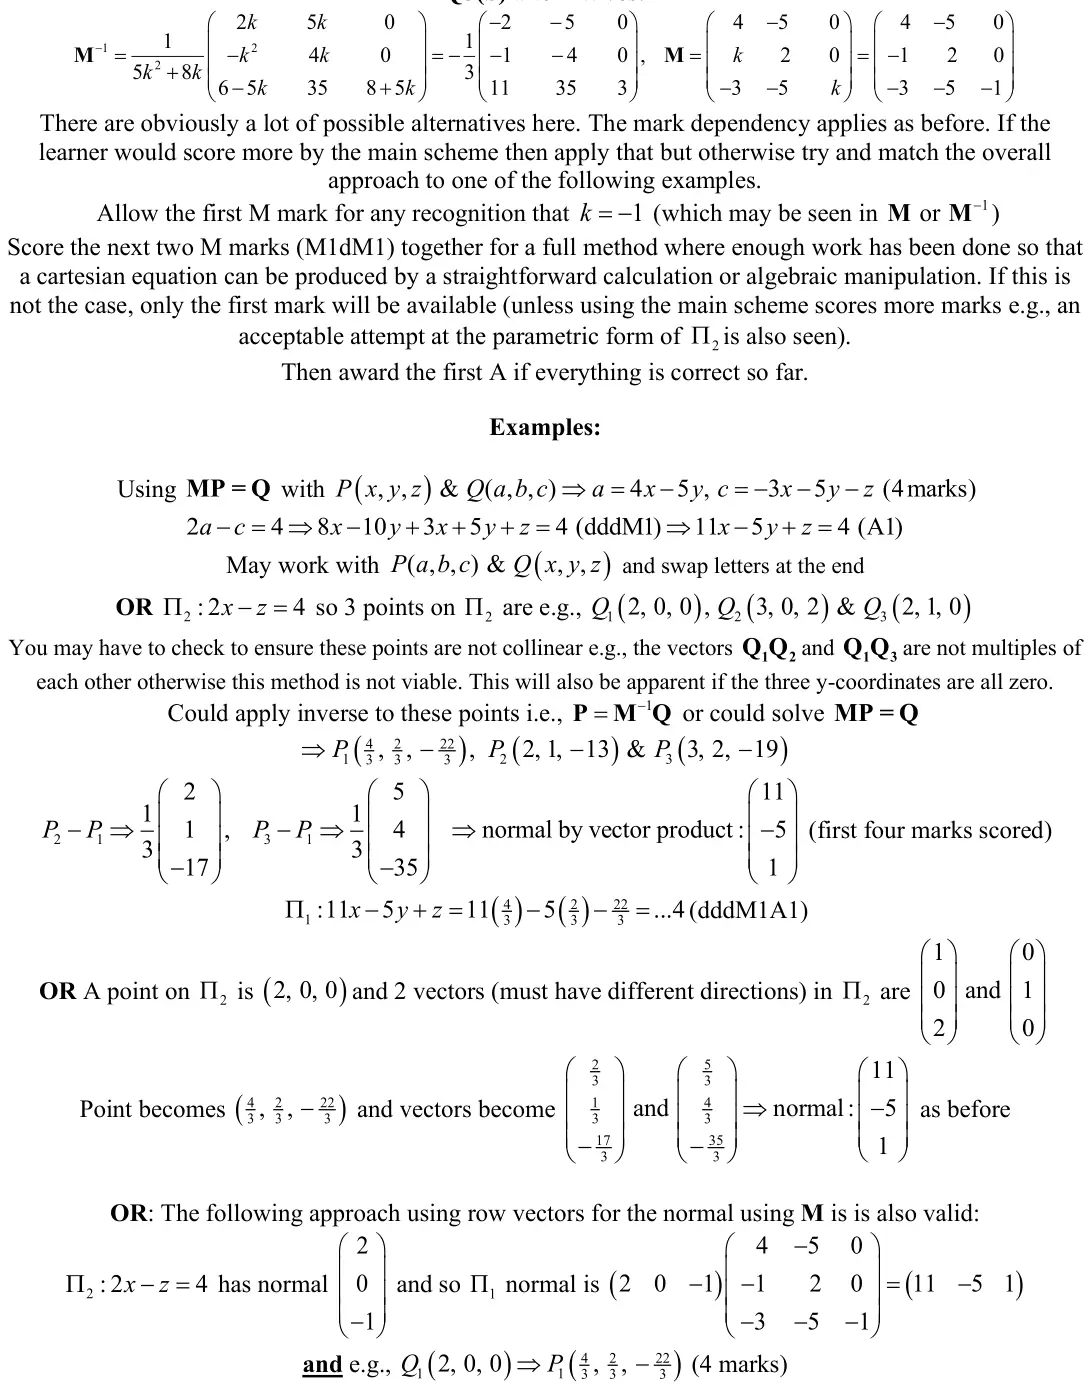 M⁻¹ = 1/(5k² + 8k) (2k 5k 0; −k² 4k 0; 6−5k 35 8+5k) = −1/3 (−2 −5 0; −1 −4 0; 11 35 3), M = (4 −5 0; k 2 0; −3 −5 k) = (4 −5 0; −1 2 0; −3 −5 −1)
There are obviously a lot of possible alternatives here. The mark dependency applies as before. If the
learner would score more by the main scheme then apply that but otherwise try and match the overall
approach to one of the following examples.
Allow the first M mark for any recognition that k = −1 (which may be seen in M or M⁻¹)
Score the next two M marks (M1dM1) together for a full method where enough work has been done so that
a cartesian equation can be produced by a straightforward calculation or algebraic manipulation. If this is
not the case, only the first mark will be available (unless using the main scheme scores more marks e.g., an
acceptable attempt at the parametric form of Π₂ is also seen).
Then award the first A if everything is correct so far.
Examples:
Using MP = Q with P(x, y, z) & Q(a, b, c) ⇒ a = 4x − 5y, c = −3x − 5y − z (4 marks)
2a − c = 4 ⇒ 8x − 10y + 3x + 5y + z = 4 (dddM1) ⇒ 11x − 5y + z = 4 (A1)
May work with P(a, b, c) & Q(x, y, z) and swap letters at the end
OR Π₂ : 2x − z = 4 so 3 points on Π₂ are e.g., Q₁(2, 0, 0), Q₂(3, 0, 2) & Q₃(2, 1, 0)
You may have to check to ensure these points are not collinear e.g., the vectors Q₁Q₂ and Q₁Q₃ are not multiples of
each other otherwise this method is not viable. This will also be apparent if the three y-coordinates are all zero.
Could apply inverse to these points i.e., P = M⁻¹Q or could solve MP = Q
⇒ P₁(4/3, 2/3, −22/3), P₂(2, 1, −13) & P₃(3, 2, −19)
P₂ − P₁ ⇒ 1/3 (2; 1; −17), P₃ − P₁ ⇒ 1/3 (5; 4; −35) ⇒ normal by vector product : (11; −5; 1) (first four marks scored)
Π₁ : 11x − 5y + z = 11(4/3) − 5(2/3) − 22/3 = ...4 (dddM1A1)
OR A point on Π₂ is (2, 0, 0) and 2 vectors (must have different directions) in Π₂ are (1; 0; 2) and (0; 1; 0)
Point becomes (4/3, 2/3, −22/3) and vectors become (2/3; 1/3; −17/3) and (5/3; 4/3; −35/3) ⇒ normal : (11; −5; 1) as before
OR: The following approach using row vectors for the normal using M is is also valid:
Π₂ : 2x − z = 4 has normal (2; 0; −1) and so Π₁ normal is (2 0 −1)(4 −5 0; −1 2 0; −3 −5 −1) = (11 −5 1)
and e.g., Q₁(2, 0, 0) ⇒ P₁(4/3, 2/3, −22/3) (4 marks)